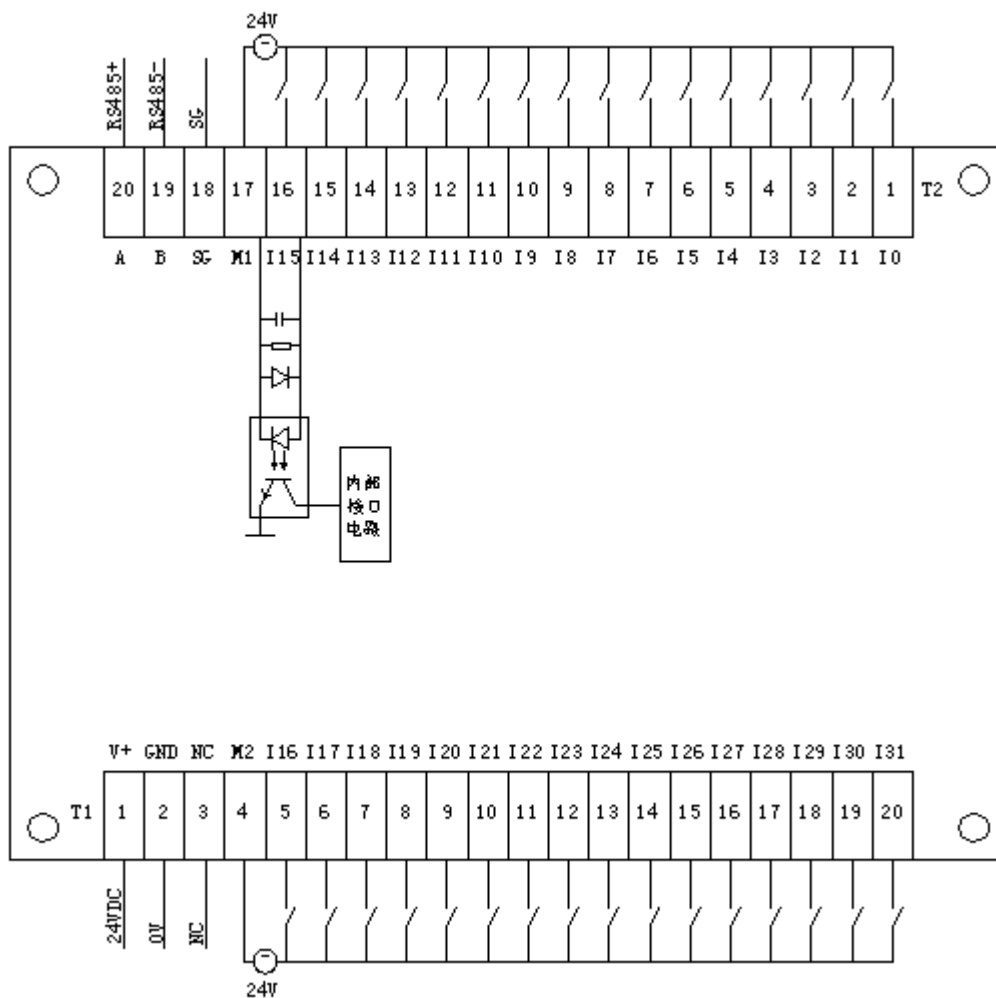 24V
RS485+ RS485- SG
20 19 18 17 16 15 14 13 12 11 10 9 8 7 6 5 4 3 2 1 T2
A B SG M1 I15 I14 I13 I12 I11 I10 I9 I8 I7 I6 I5 I4 I3 I2 I1 I0
内部
接口
电路
V+ GND NC M2 I16 I17 I18 I19 I20 I21 I22 I23 I24 I25 I26 I27 I28 I29 I30 I31
T1 1 2 3 4 5 6 7 8 9 10 11 12 13 14 15 16 17 18 19 20
24VDC 0V NC
24V